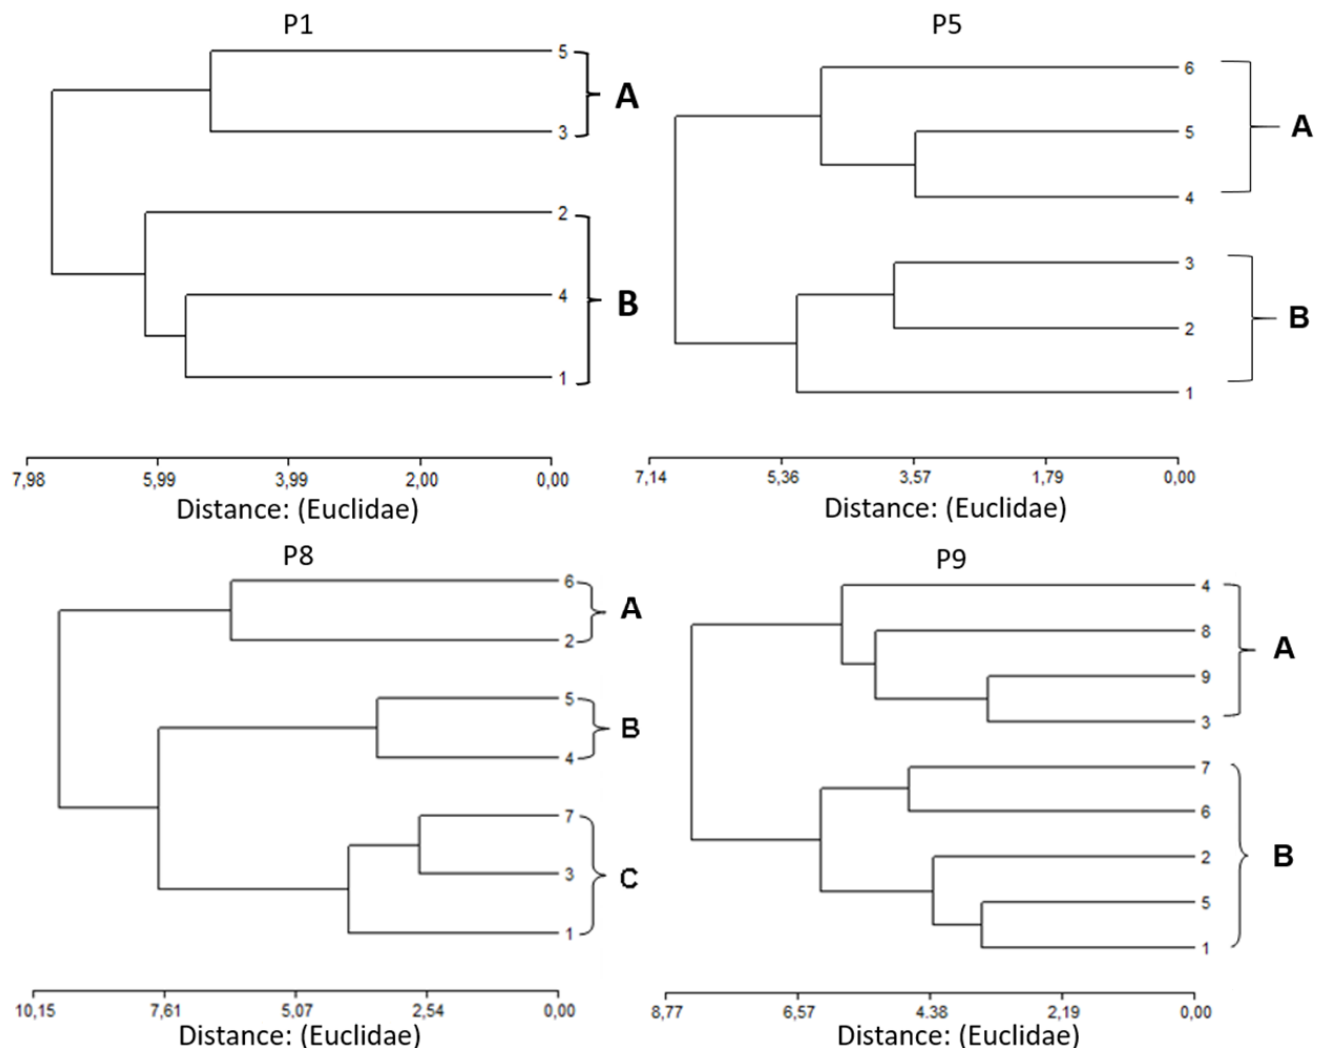 P1
5
A
3
2
4
B
1
7,98 5,99 3,99 2,00 0,00
Distance: (Euclidae)
P5
6
5
A
4
3
2
B
1
7,14 5,36 3.57 1,79 0,00
Distance: (Euclidae)
P8
6
A
2
5
B
4
7
3
C
1
10,15 7,61 5,07 2,54 0,00
Distance: (Euclidae)
P9
4
8
A
9
3
7
6
2
B
5
1
8,77 6,57 4.38 2,19 0,00
Distance: (Euclidae)